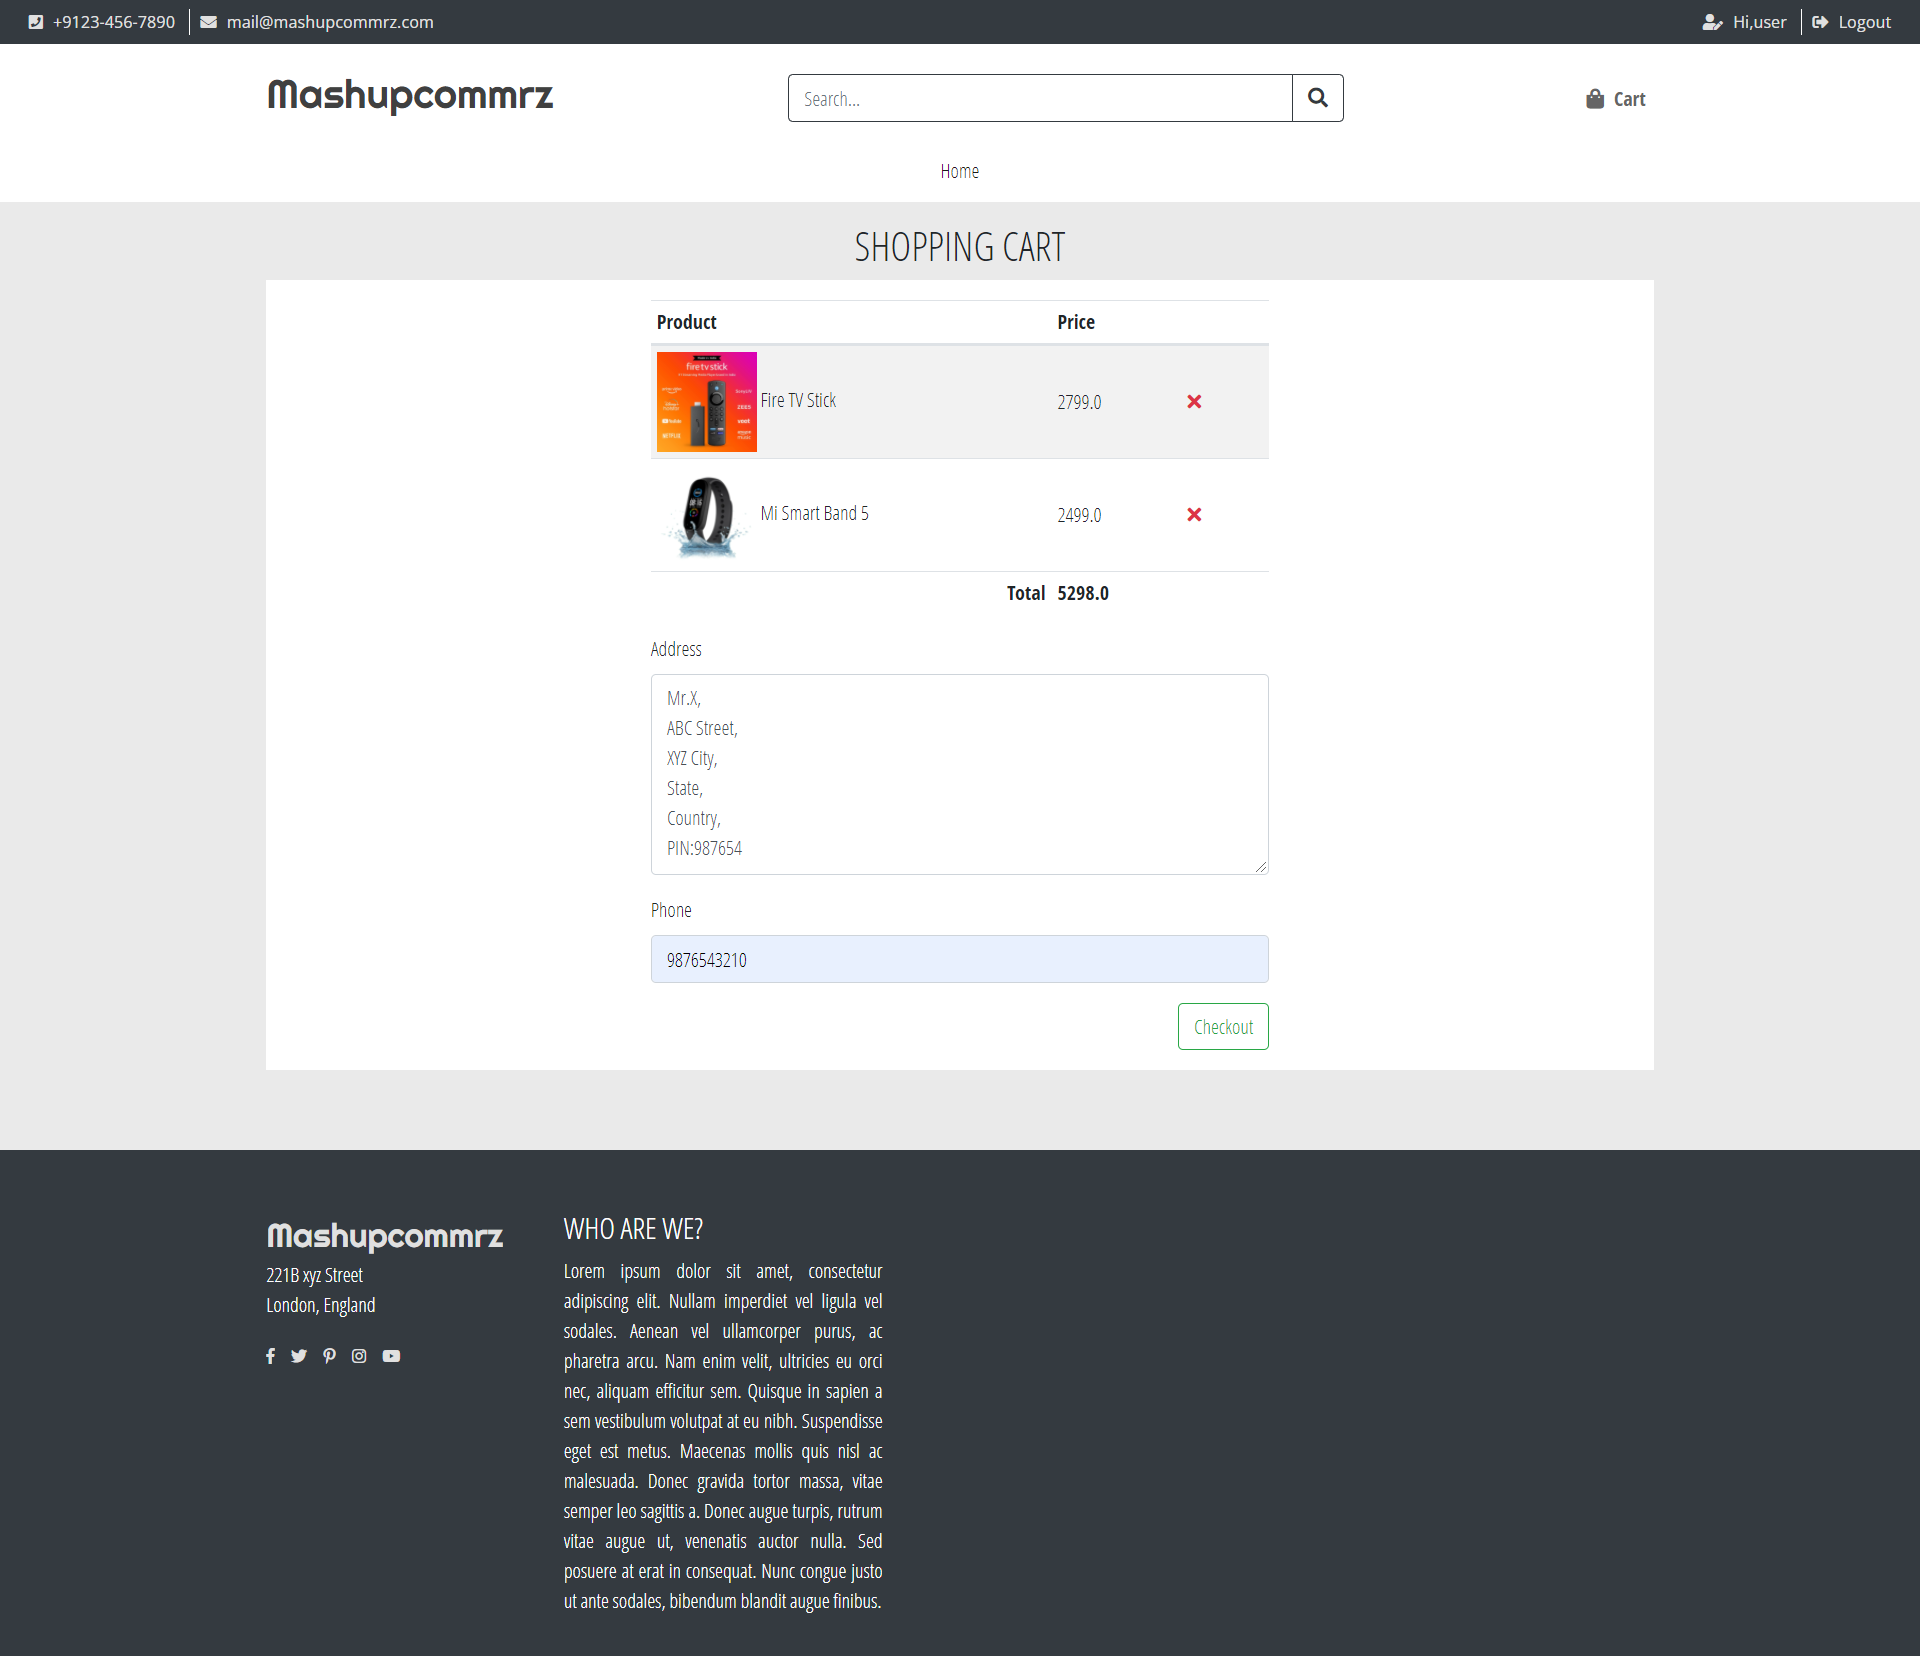 +9123-456-7890
mail@mashupcommrz.com
Hi,user
Logout
Mashupcommrz
Search...
Cart
Home
SHOPPING CART
Product
Price
fire tv stick
NETFLIX
ZEE5
voot
Fire TV Stick
2799.0
Mi Smart Band 5
2499.0
Total 5298.0
Address
Mr.X,
ABC Street,
XYZ City,
State,
Country,
PIN:987654
Phone
9876543210
Checkout
Mashupcommrz
221B xyz Street
London, England
WHO ARE WE?
Lorem ipsum dolor sit amet, consectetur
adipiscing elit. Nullam imperdiet vel ligula vel
sodales. Aenean vel ullamcorper purus, ac
pharetra arcu. Nam enim velit, ultricies eu orci
nec, aliquam efficitur sem. Quisque in sapien a
sem vestibulum volutpat at eu nibh. Suspendisse
eget est metus. Maecenas mollis quis nisl ac
malesuada. Donec gravida tortor massa, vitae
semper leo sagittis a. Donec augue turpis, rutrum
vitae augue ut, venenatis auctor nulla. Sed
posuere at erat in consequat. Nunc congue justo
ut ante sodales, bibendum blandit augue finibus.